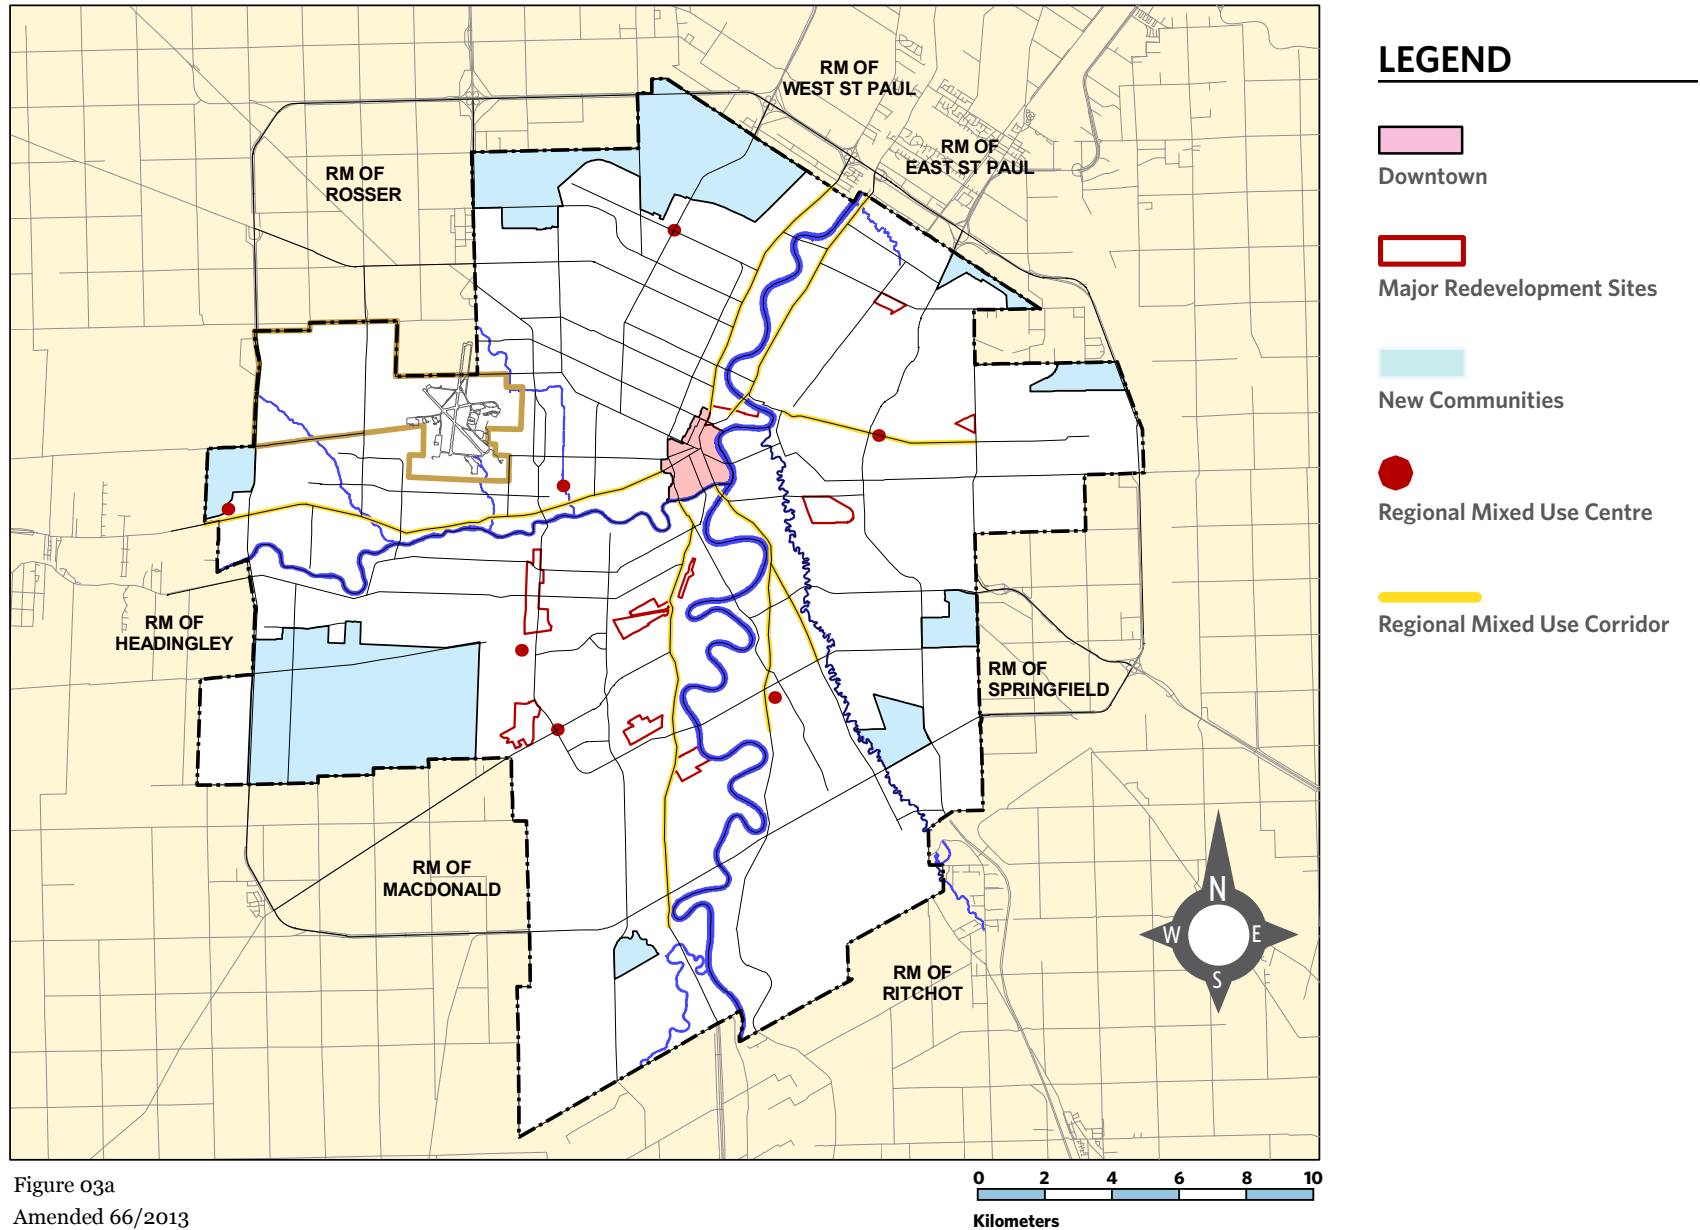 RM OF
WEST ST PAUL
RM OF
EAST ST PAUL
RM OF
ROSSER
RM OF
HEADINGLEY
RM OF
SPRINGFIELD
RM OF
MACDONALD
RM OF
RITCHOT
N
W
E
S
LEGEND
Downtown
Major Redevelopment Sites
New Communities
Regional Mixed Use Centre
Regional Mixed Use Corridor
Figure 03a
Amended 66/2013
0 2 4 6 8 10
Kilometers